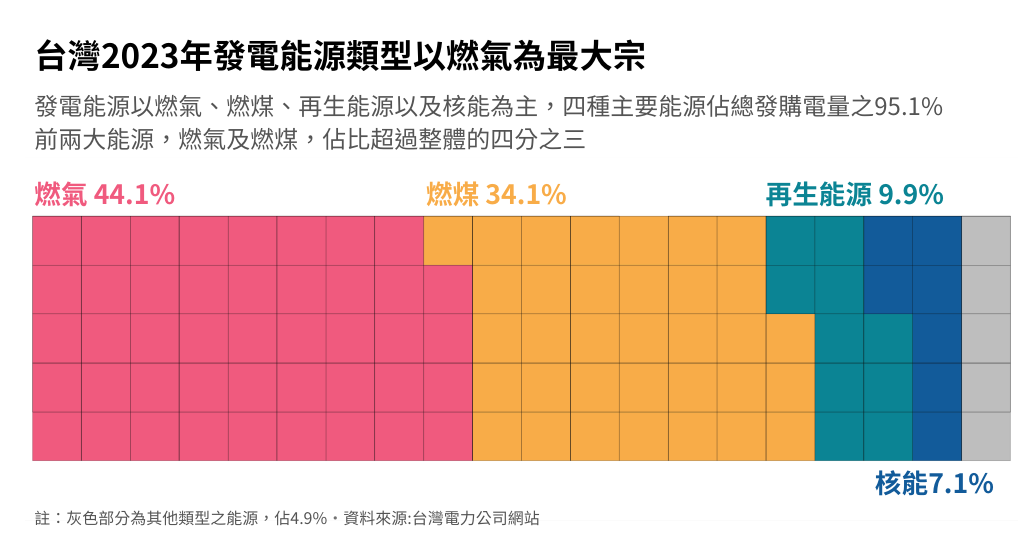 台灣2023年發電能源類型以燃氣為最大宗
發電能源以燃氣、燃煤、再生能源以及核能為主，四種主要能源佔總發購電量之95.1%
前兩大能源，燃氣及燃煤，佔比超過整體的四分之三
燃氣 44.1%
燃煤 34.1%
再生能源 9.9%
核能7.1%
註：灰色部分為其他類型之能源，佔4.9%・資料來源:台灣電力公司網站